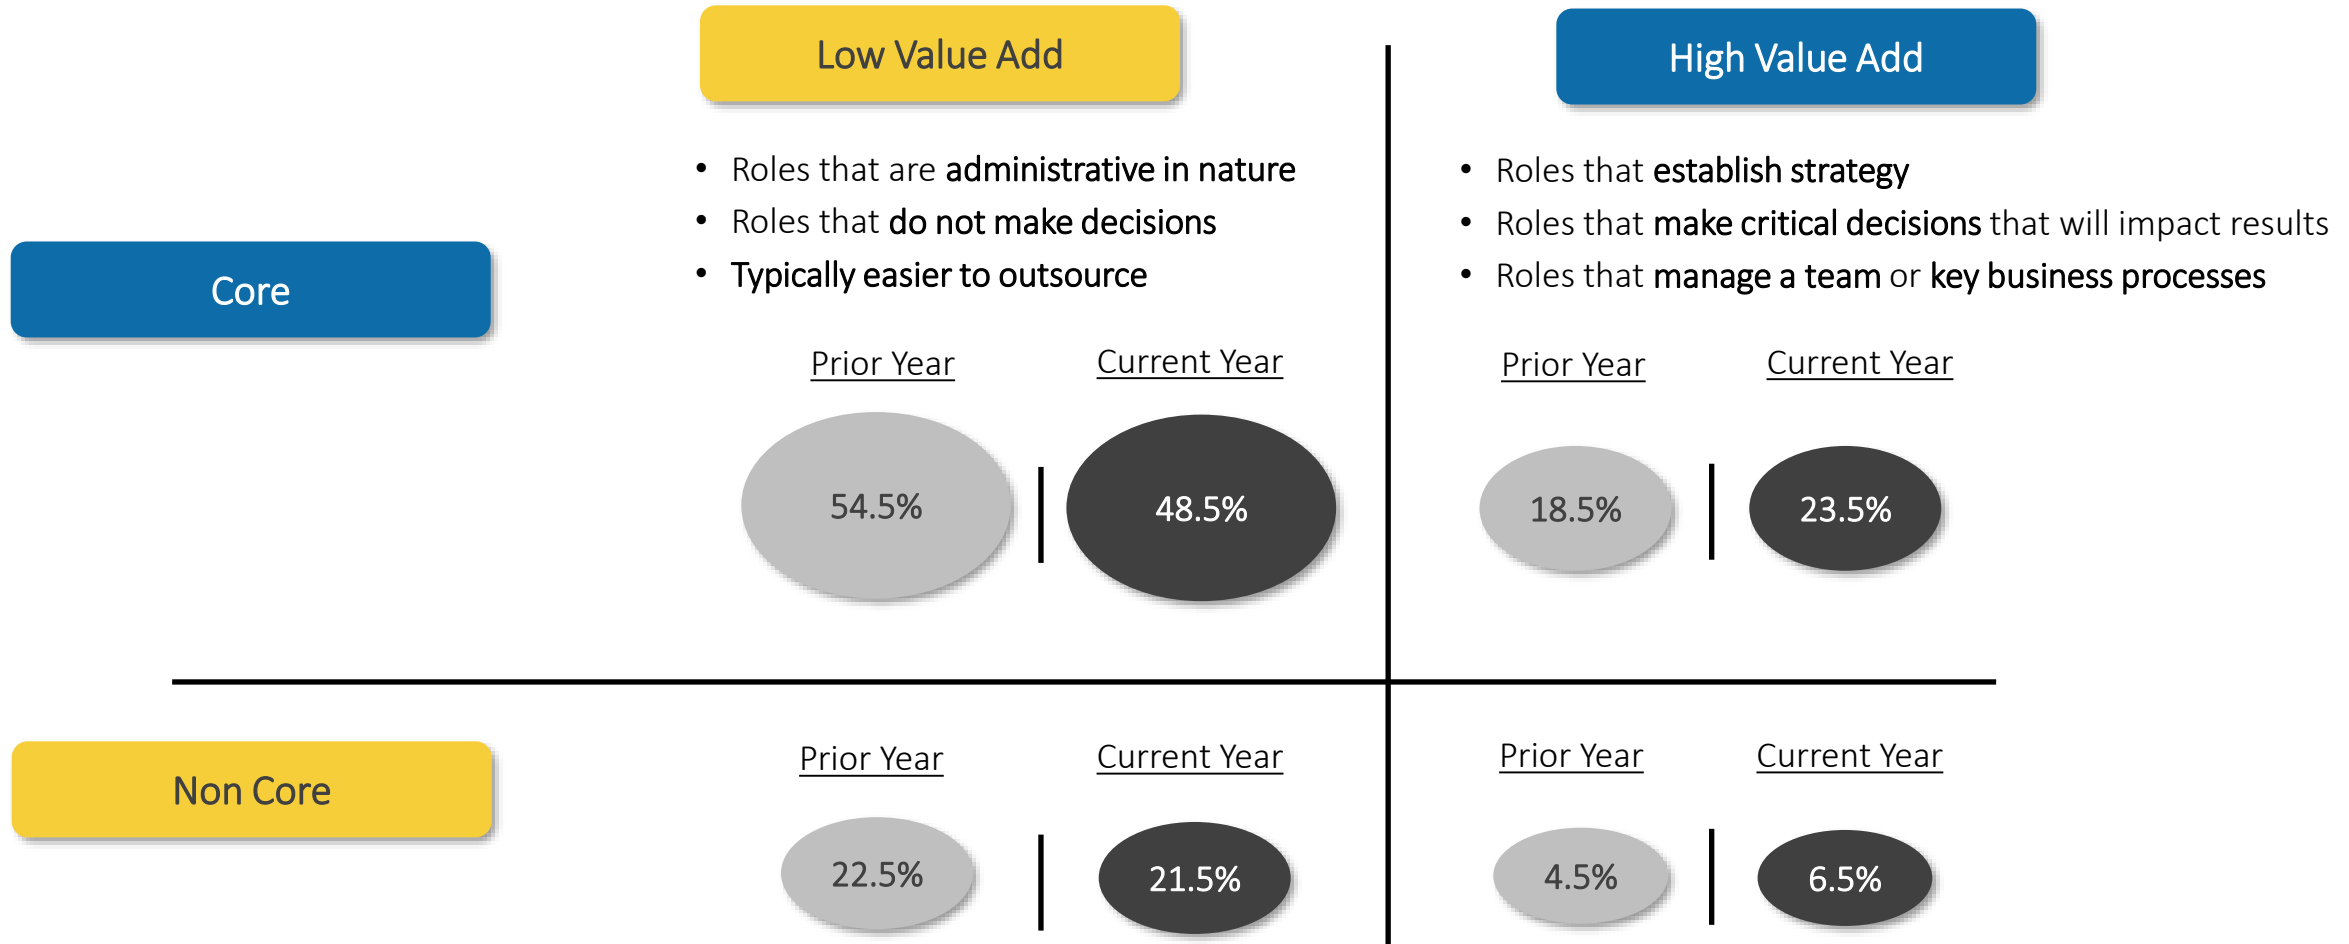 Low Value Add
High Value Add
• Roles that are administrative in nature
• Roles that do not make decisions
• Typically easier to outsource
• Roles that establish strategy
• Roles that make critical decisions that will impact results
• Roles that manage a team or key business processes
Core
Prior Year
Current Year
Prior Year
Current Year
54.5%
48.5%
18.5%
23.5%
Non Core
Prior Year
Current Year
Prior Year
Current Year
22.5%
21.5%
4.5%
6.5%